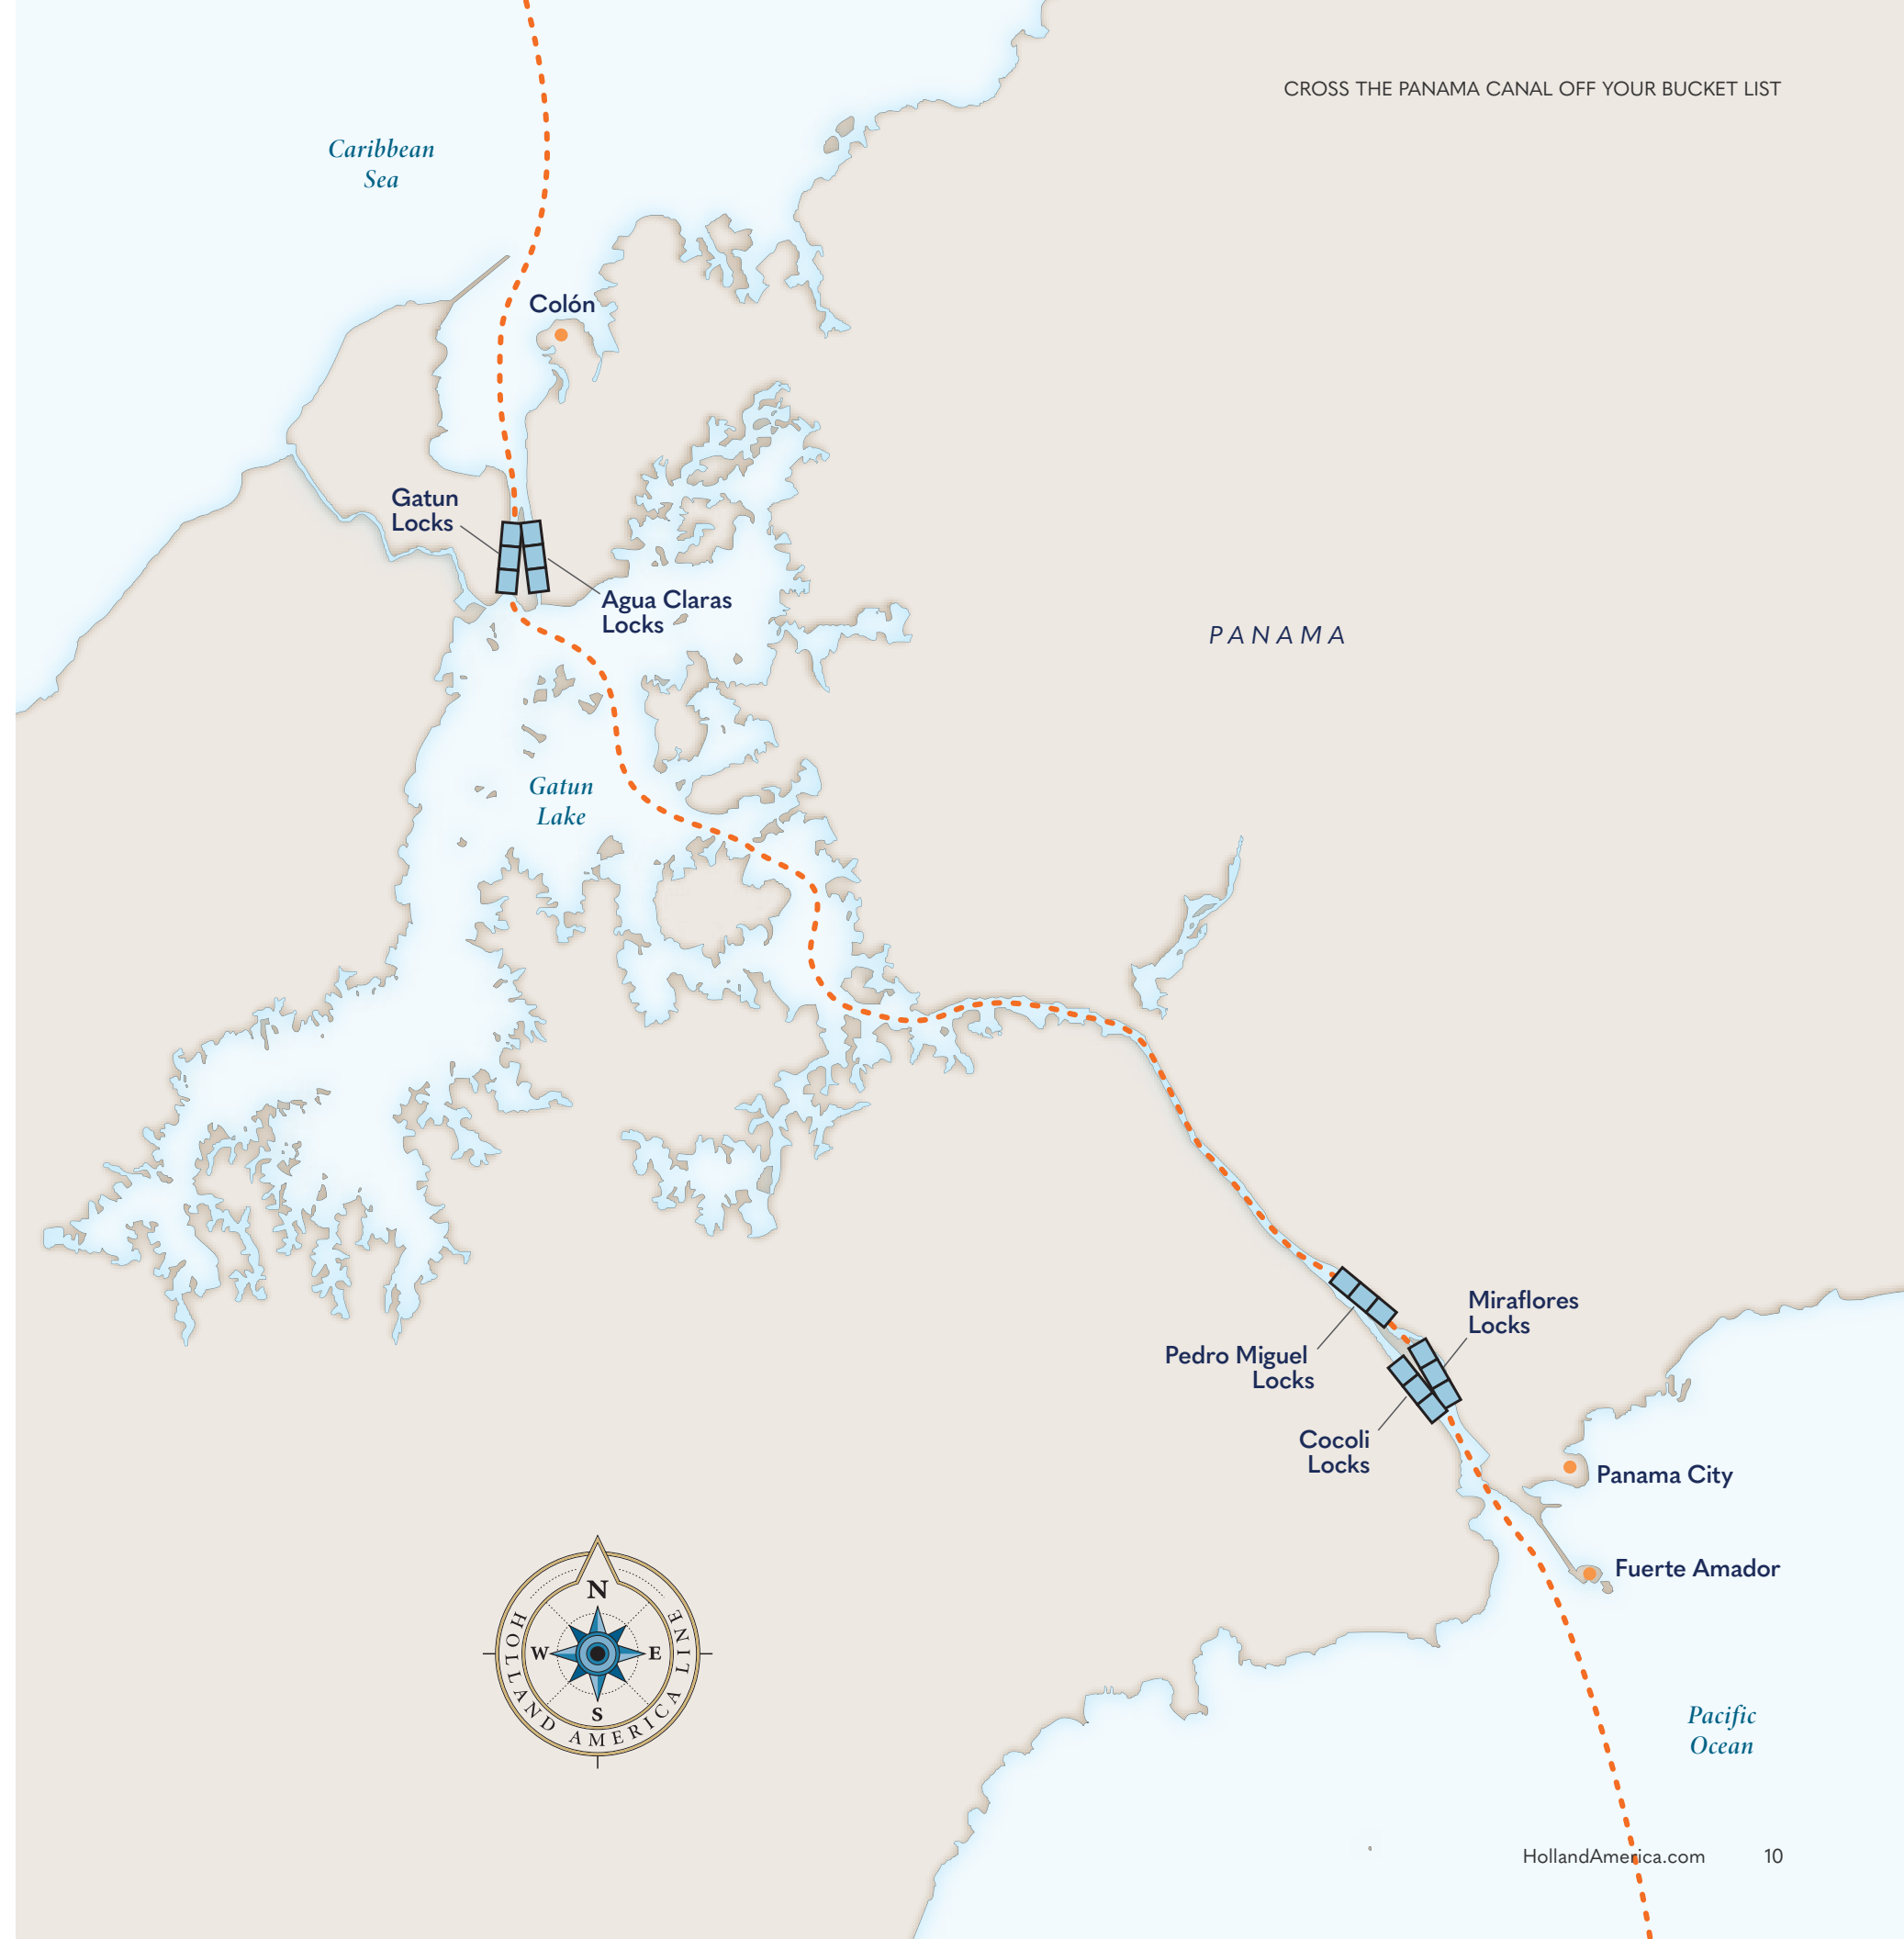 CROSS THE PANAMA CANAL OFF YOUR BUCKET LIST
Caribbean
Sea
Colón
Gatun
Locks
Agua Claras
Locks
PANAMA
Gatun
Lake
Miraflores
Locks
Pedro Miguel
Locks
Cocoli
Locks
Panama City
Fuerte Amador
N
W
E
S
HOLLAND AMERICA LINE
Pacific
Ocean
HollandAmerica.com
10